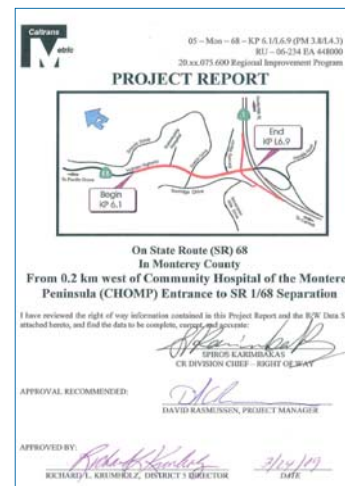 Caltrans
Metric
05 – Mon – 68 – KP 6.1/L6.9 (PM 3.8/L4.3)
RU – 06-234 EA 448000
20.xx.075.600 Regional Improvement Program
PROJECT REPORT
End
KP L6.9
Begin
KP 6.1
To Pacific Grove
On State Route (SR) 68
In Monterey County
From 0.2 km west of Community Hospital of the Montere
Peninsula (CHOMP) Entrance to SR 1/68 Separation
I have reviewed the right of way information contained in this Project Report and the R/W Data S
attached hereto, and find the data to be complete, current, and accurate:
SPIROS KARIMBAKAS
CR DIVISION CHIEF – RIGHT OF WAY
APPROVAL RECOMMENDED:
DAVID RASMUSSEN, PROJECT MANAGER
APPROVED BY:
RICHARD L. KRUMHOLZ, DISTRICT 5 DIRECTOR
DATE